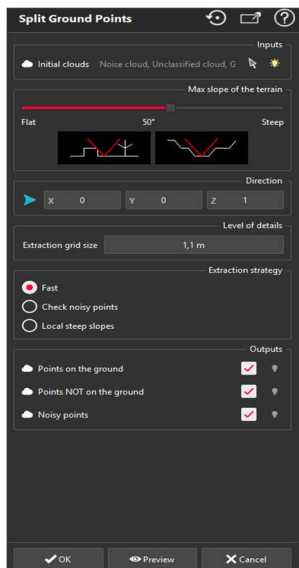 Split Ground Points
Inputs
Initial clouds Noise cloud, Unclassified cloud, G
Max slope of the terrain
Flat 50° Steep
Direction
X 0 Y 0 Z 1
Level of details
Extraction grid size 1,1 m
Extraction strategy
Fast
Check noisy points
Local steep slopes
Outputs
Points on the ground
Points NOT on the ground
Noisy points
OK Preview Cancel